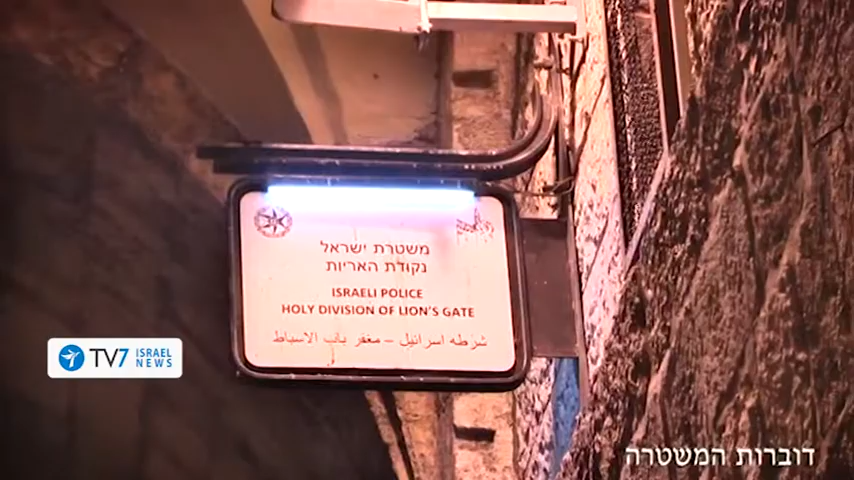 משטרת ישראל
נקודת האריות
ISRAELI POLICE
HOLY DIVISION OF LION'S GATE
شرطه اسرائيل – مغفر باب الاسباط
TV7 ISRAEL NEWS
דוברות המשטרה